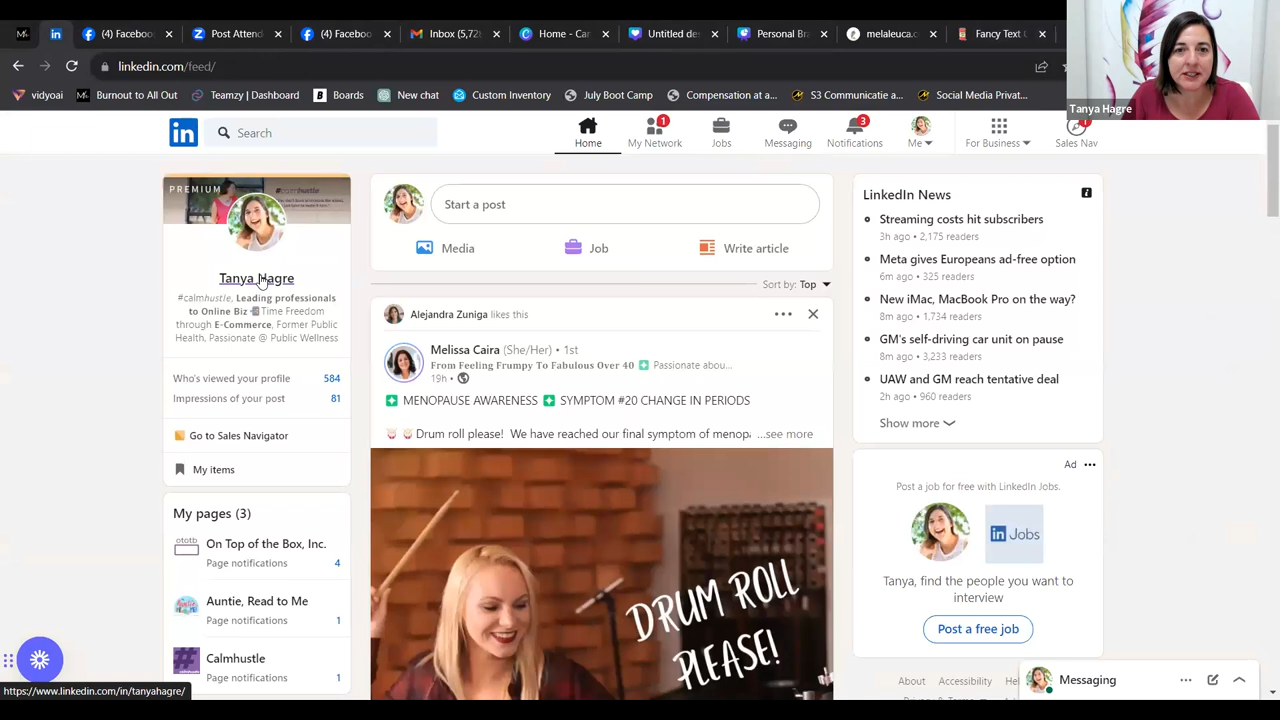 (4) Facebo
Post Attend
(4) Facebo
Inbox (5,72
Home - Car
Untitled de
Personal Bra
melaleuca.c
Fancy Text
linkedin.com/feed/
vidyoai
Burnout to All Out
Teamzy | Dashboard
Boards
New chat
Custom Inventory
July Boot Camp
Compensation at a...
S3 Communicatie a...
Social Media Privat...
Tanya Hagre
in
Search
Home
1
My Network
Jobs
Messaging
3
Notifications
Me
For Business
Sales Nav
PREMIUM
#calmhustle
Tanya Hagre
#calmhustle, Leading professionals
to Online Biz Time Freedom
through E-Commerce, Former Public
Health, Passionate @ Public Wellness
Who's viewed your profile 584
Impressions of your post 81
Go to Sales Navigator
My items
My pages (3)
ototb
On Top of the Box, Inc.
Page notifications 4
Auntie, Read to Me
Page notifications 1
Calmhustle
Page notifications 1
https://www.linkedin.com/in/tanyahagre/
Start a post
Media
Job
Write article
Sort by: Top
Alejandra Zuniga likes this
Melissa Caira (She/Her) • 1st
From Feeling Frumpy To Fabulous Over 40 Passionate abou...
19h •
MENOPAUSE AWARENESS SYMPTOM #20 CHANGE IN PERIODS
Drum roll please! We have reached our final symptom of menopa ...see more
DRUM ROLL
PLEASE!
LinkedIn News
Streaming costs hit subscribers
3h ago • 2,175 readers
Meta gives Europeans ad-free option
6m ago • 325 readers
New iMac, MacBook Pro on the way?
8m ago • 1,734 readers
GM's self-driving car unit on pause
8m ago • 3,233 readers
UAW and GM reach tentative deal
2h ago • 960 readers
Show more
Ad
Post a job for free with LinkedIn Jobs.
in Jobs
Tanya, find the people you want to
interview
Post a free job
About Accessibility Hel
Messaging